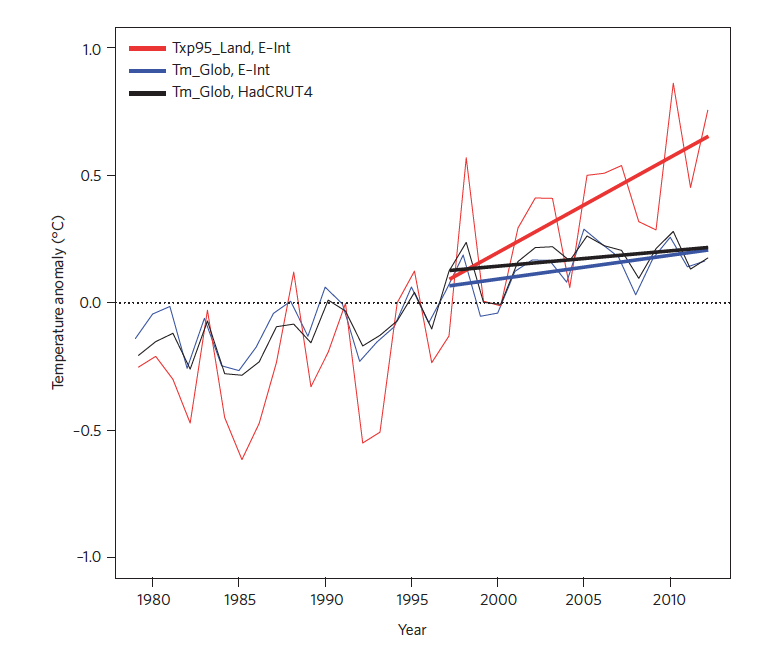 Txp95_Land, E-Int
Tm_Glob, E-Int
Tm_Glob, HadCRUT4
1.0
0.5
0.0
−0.5
−1.0
Temperature anomaly (°C)
1980 1985 1990 1995 2000 2005 2010
Year